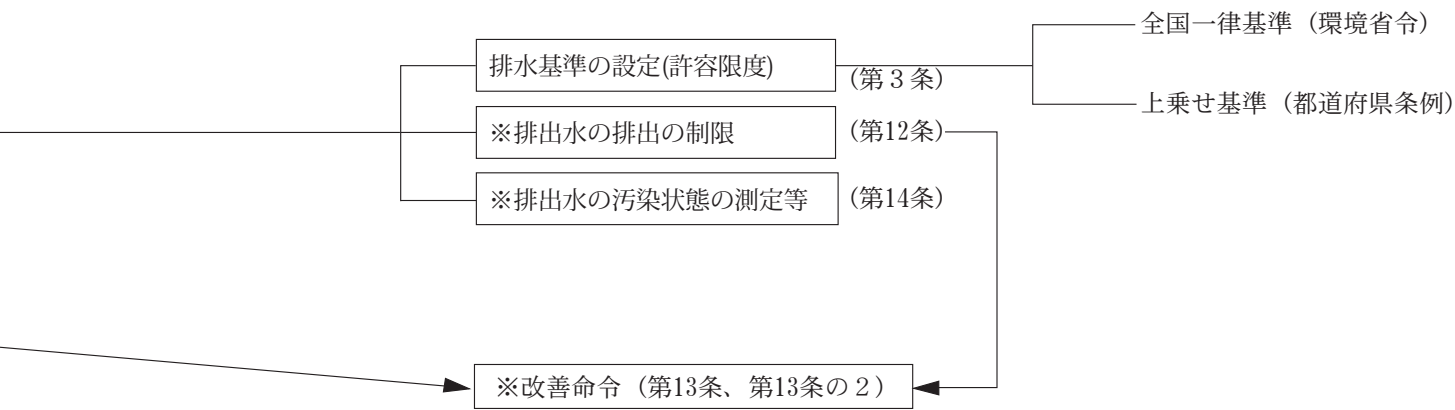 全国一律基準（環境省令）
排水基準の設定(許容限度)
（第３条）
上乗せ基準（都道府県条例）
※排出水の排出の制限
（第12条）
※排出水の汚染状態の測定等
（第14条）
※改善命令（第13条、第13条の２）